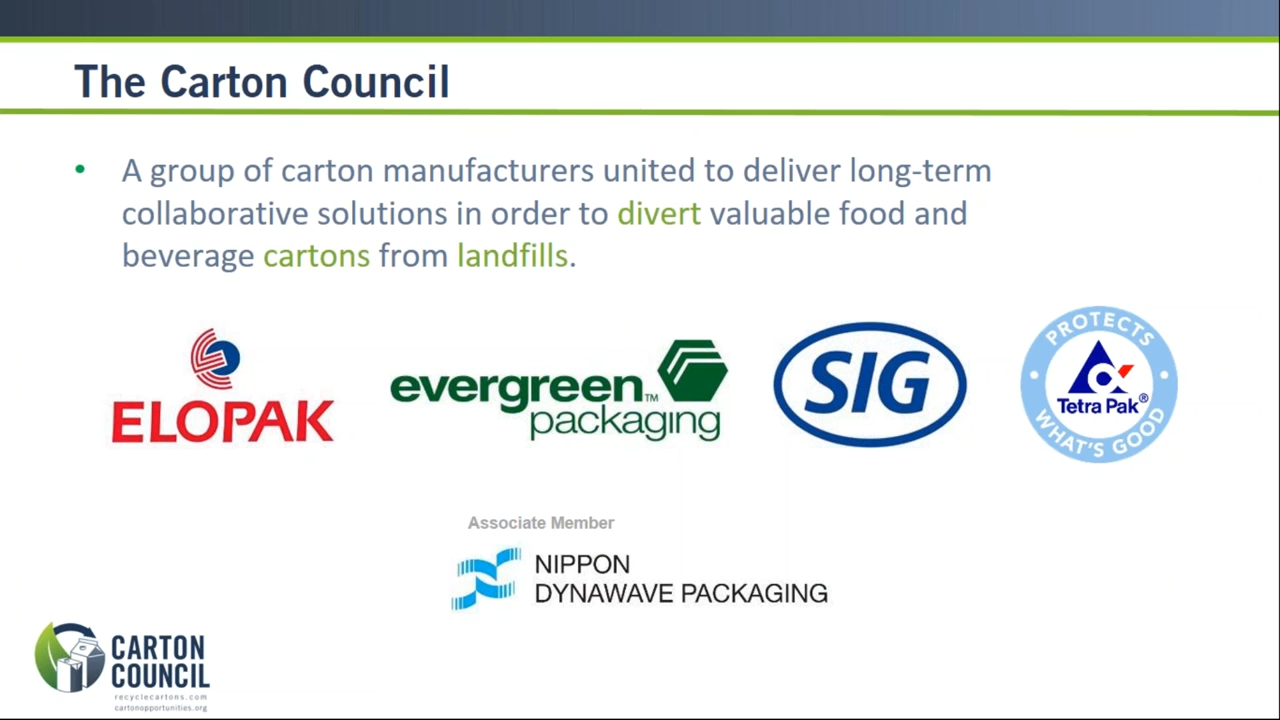 The Carton Council
• A group of carton manufacturers united to deliver long-term
collaborative solutions in order to divert valuable food and
beverage cartons from landfills.
ELOPAK
evergreen™
packaging
SIG
PROTECTS
Tetra Pak®
WHAT'S GOOD
Associate Member
NIPPON
DYNAWAVE PACKAGING
CARTON
COUNCIL
recyclecartons.com
cartonopportunities.org